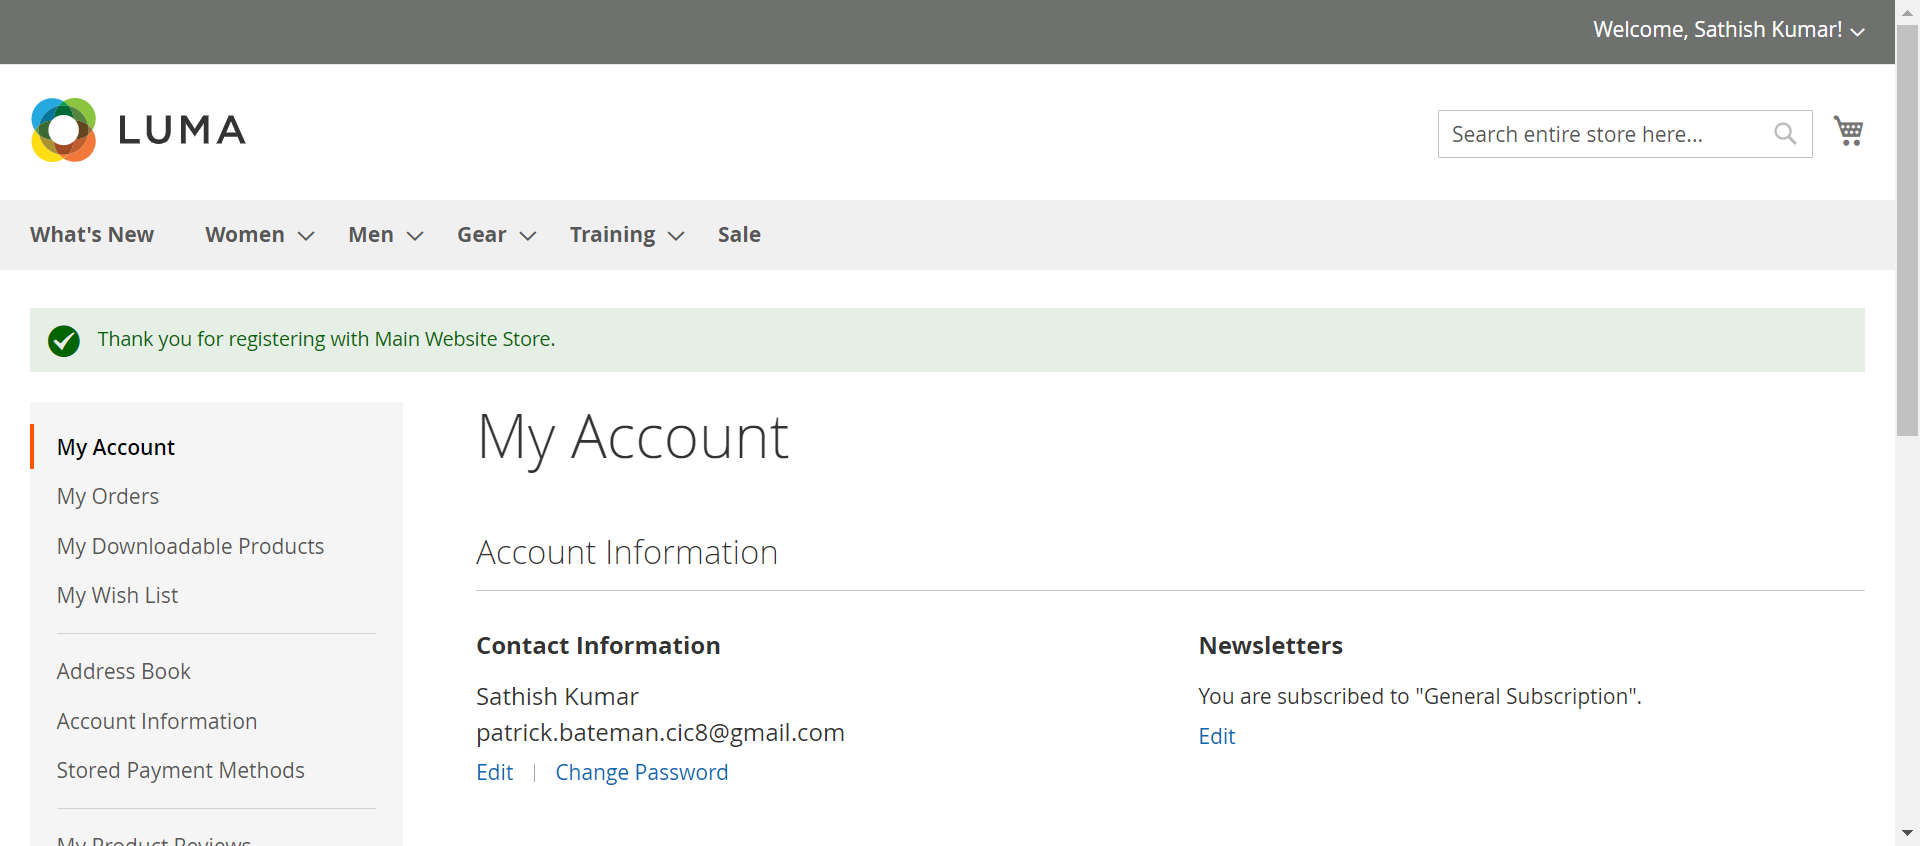 Welcome, Sathish Kumar!
LUMA
Search entire store here...
What's New Women Men Gear Training Sale
Thank you for registering with Main Website Store.
My Account
My Orders
My Downloadable Products
My Wish List
Address Book
Account Information
Stored Payment Methods
My Product Reviews
My Account
Account Information
Contact Information
Sathish Kumar
patrick.bateman.cic8@gmail.com
Edit | Change Password
Newsletters
You are subscribed to "General Subscription".
Edit